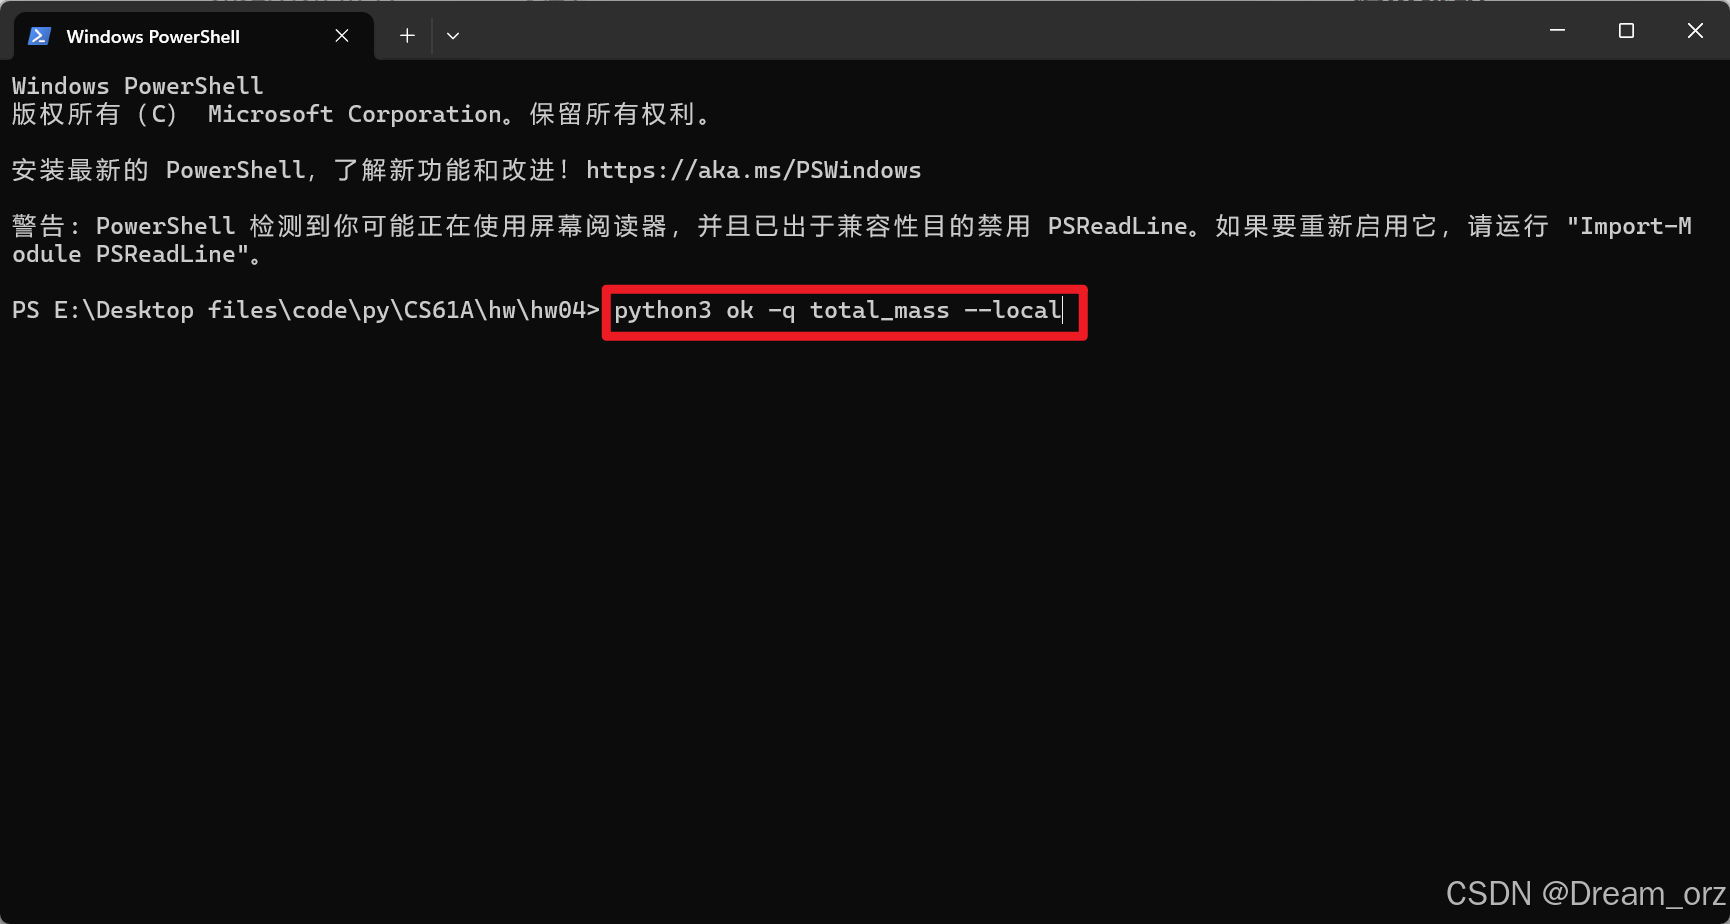 Windows PowerShell
Windows PowerShell
版权所有 (C) Microsoft Corporation。保留所有权利。
安装最新的 PowerShell，了解新功能和改进！https://aka.ms/PSWindows
警告: PowerShell 检测到你可能正在使用屏幕阅读器，并且已出于兼容性目的禁用 PSReadLine。如果要重新启用它，请运行 "Import-M
odule PSReadLine"。
PS E:\Desktop files\code\py\CS61A\hw\hw04> python3 ok -q total_mass --local
CSDN @Dream_orz